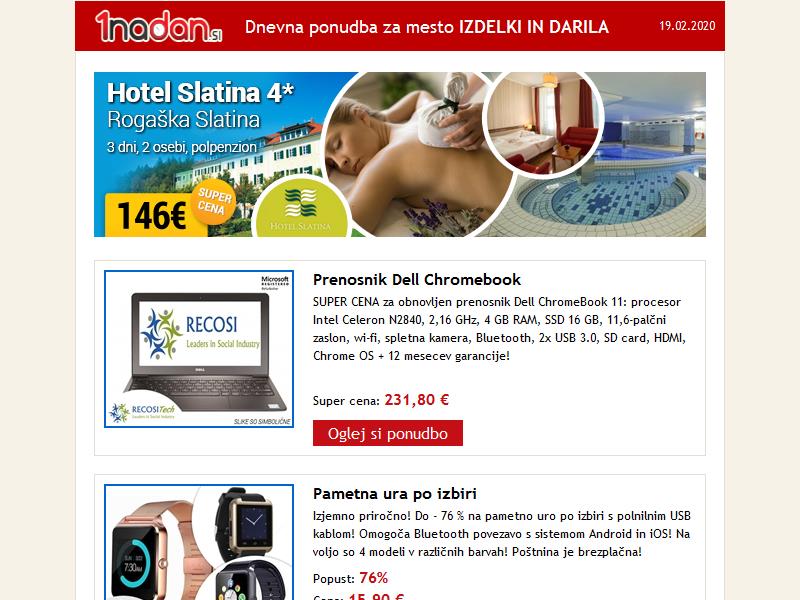 1nadan.si Dnevna ponudba za mesto IZDELKI IN DARILA 19.02.2020
Hotel Slatina 4*
Rogaška Slatina
3 dni, 2 osebi, polpenzion
SUPER
CENA
146€
HOTEL SLATINA
Prenosnik Dell Chromebook
SUPER CENA za obnovljen prenosnik Dell ChromeBook 11: procesor
Intel Celeron N2840, 2,16 GHz, 4 GB RAM, SSD 16 GB, 11,6-palčni
zaslon, wi-fi, spletna kamera, Bluetooth, 2x USB 3.0, SD card, HDMI,
Chrome OS + 12 mesecev garancije!
Super cena: 231,80 €
Oglej si ponudbo
Microsoft
REGISTERED
Refurbisher
RECOSI
Leaders in Social Industry
DELL
RECOSITech
Leaders in Social Industry
SLIKE SO SIMBOLIČNE
Pametna ura po izbiri
Izjemno priročno! Do - 76 % na pametno uro po izbiri s polnilnim USB
kablom! Omogoča Bluetooth povezavo s sistemom Android in iOS! Na
voljo so 4 modeli v različnih barvah! Poštnina je brezplačna!
Popust: 76%
Cena: 15,90 €